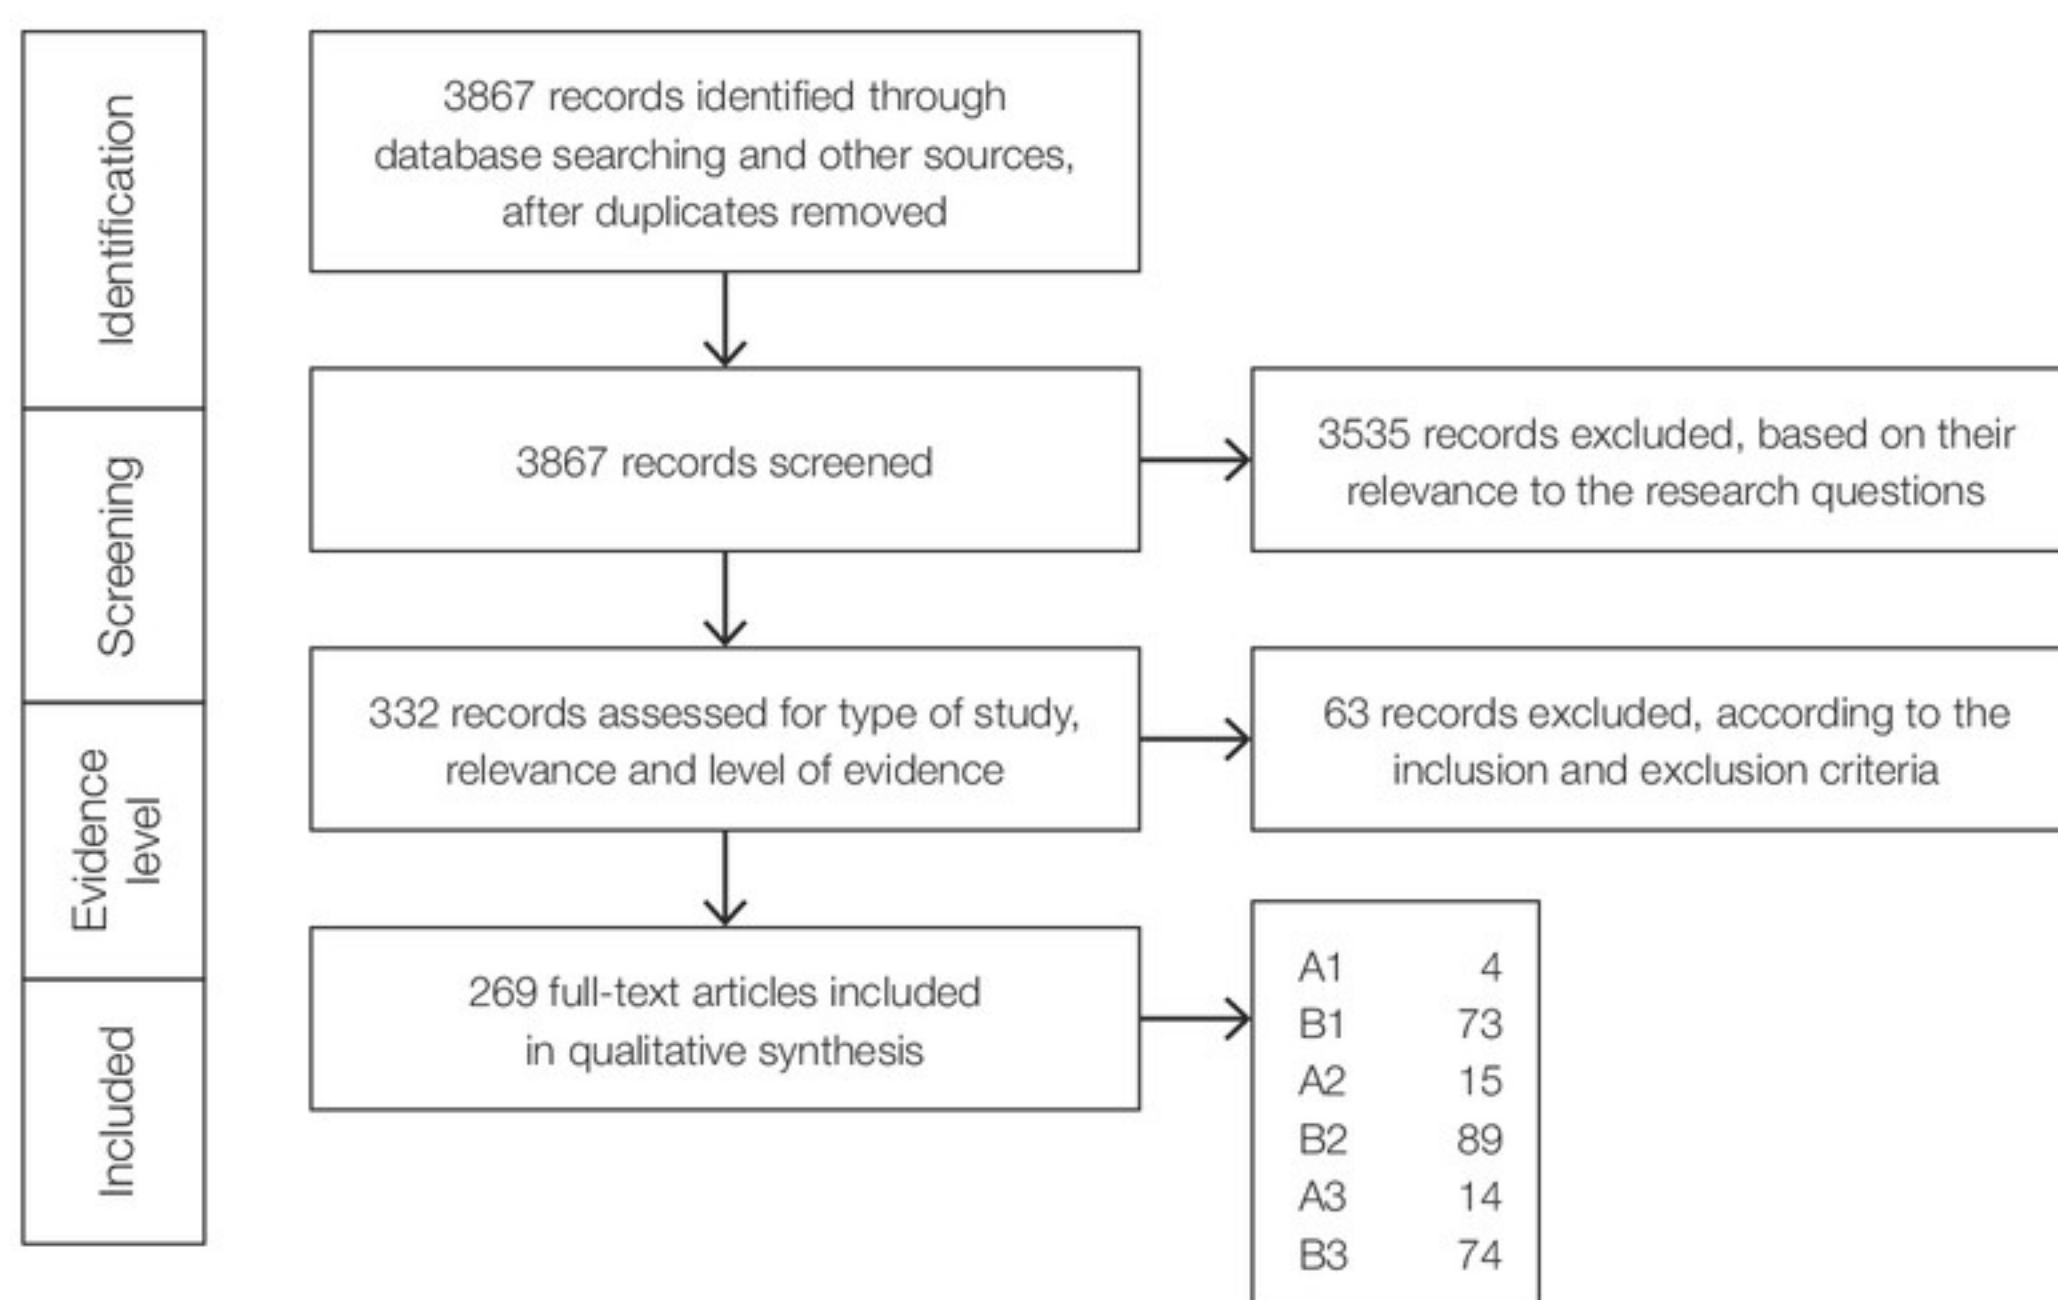 Identification
3867 records identified through
database searching and other sources,
after duplicates removed
Screening
3867 records screened
3535 records excluded, based on their
relevance to the research questions
Evidence
level
332 records assessed for type of study,
relevance and level of evidence
63 records excluded, according to the
inclusion and exclusion criteria
Included
269 full-text articles included
in qualitative synthesis
A1 4
B1 73
A2 15
B2 89
A3 14
B3 74